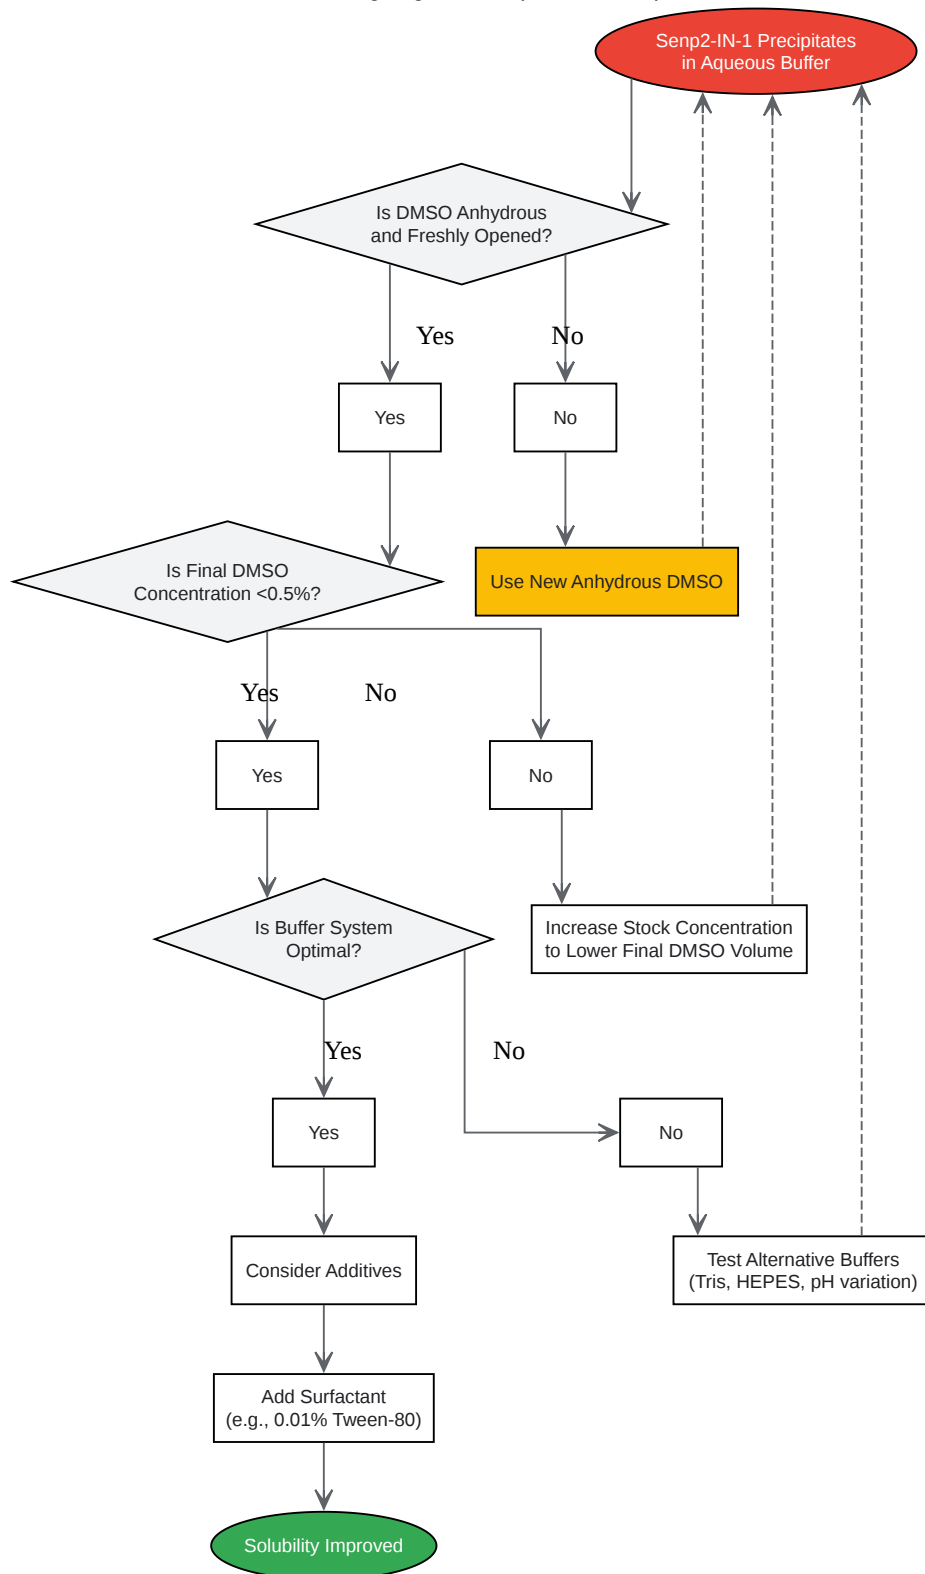 Senp2-IN-1 Precipitates
in Aqueous Buffer
Is DMSO Anhydrous
and Freshly Opened?
Yes
No
Yes
No
Is Final DMSO
Concentration <0.5%?
Use New Anhydrous DMSO
Yes
No
Yes
No
Is Buffer System
Optimal?
Increase Stock Concentration
to Lower Final DMSO Volume
Yes
No
Yes
No
Consider Additives
Test Alternative Buffers
(Tris, HEPES, pH variation)
Add Surfactant
(e.g., 0.01% Tween-80)
Solubility Improved